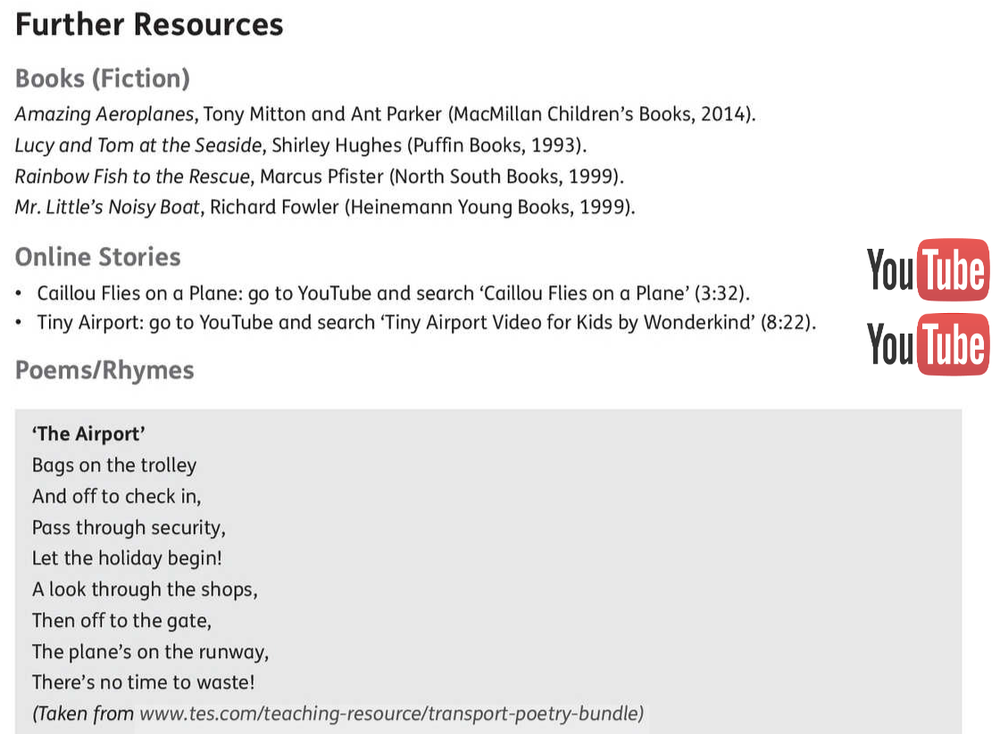 Further Resources
Books (Fiction)
Amazing Aeroplanes, Tony Mitton and Ant Parker (MacMillan Children’s Books, 2014).
Lucy and Tom at the Seaside, Shirley Hughes (Puffin Books, 1993).
Rainbow Fish to the Rescue, Marcus Pfister (North South Books, 1999).
Mr. Little’s Noisy Boat, Richard Fowler (Heinemann Young Books, 1999).
Online Stories
• Caillou Flies on a Plane: go to YouTube and search ‘Caillou Flies on a Plane’ (3:32).
YouTube
• Tiny Airport: go to YouTube and search ‘Tiny Airport Video for Kids by Wonderkind’ (8:22).
YouTube
Poems/Rhymes
‘The Airport’
Bags on the trolley
And off to check in,
Pass through security,
Let the holiday begin!
A look through the shops,
Then off to the gate,
The plane’s on the runway,
There’s no time to waste!
(Taken from www.tes.com/teaching-resource/transport-poetry-bundle)